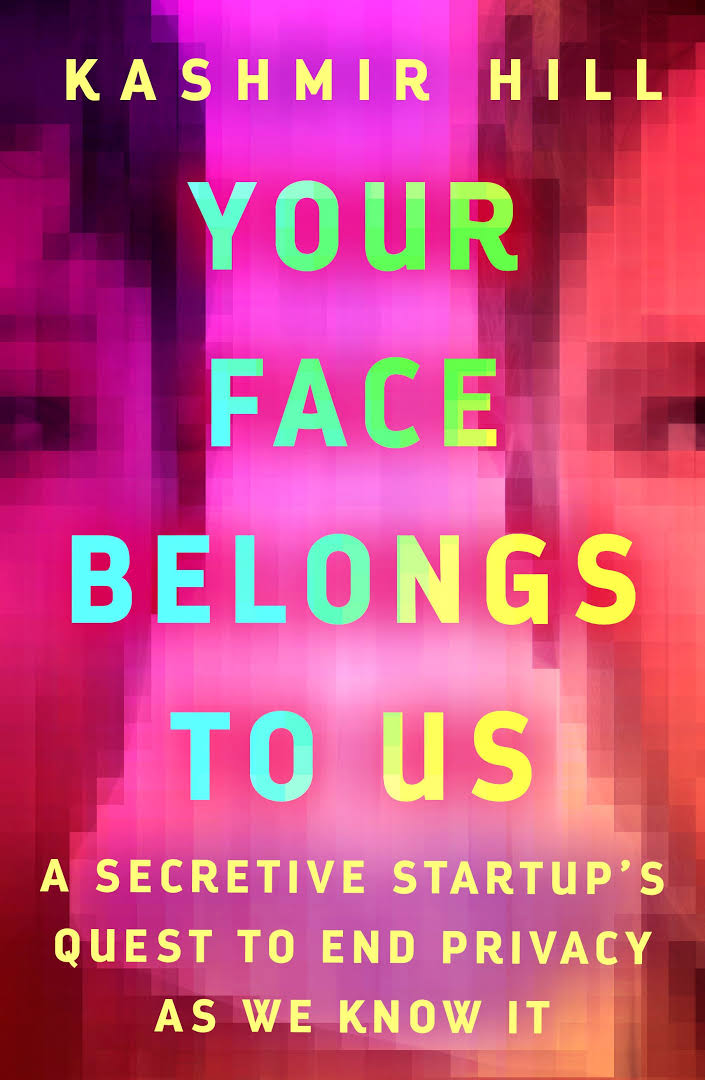 KASHMIR HILL
YOUR
FACE
BELONGS
TO US
A SECRETIVE STARTUP’S
QUEST TO END PRIVACY
AS WE KNOW IT